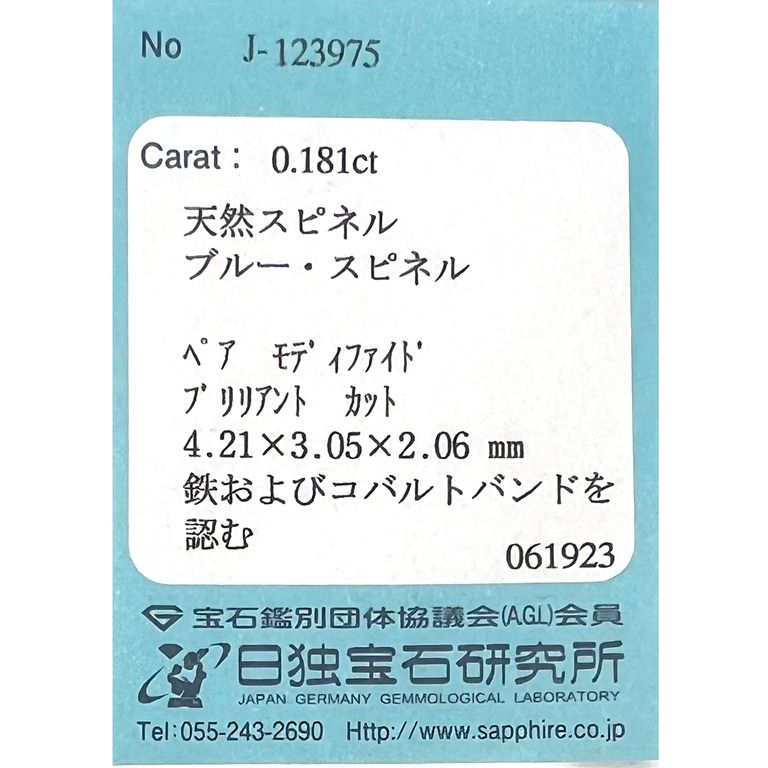 No J-123975
Carat: 0.181ct
天然スピネル
ブルー・スピネル
ﾍﾟｱ ﾓﾃﾞｨﾌｧｲﾄﾞ
ﾌﾞﾘﾘｱﾝﾄ ｶｯﾄ
4.21×3.05×2.06 mm
鉄およびコバルトバンドを
認む
061923
宝石鑑別団体協議会(A.G.L)会員
日独宝石研究所
JAPAN GERMANY GEMMOLOGICAL LABORATORY
Tel:055-243-2690 Http://www.sapphire.co.jp